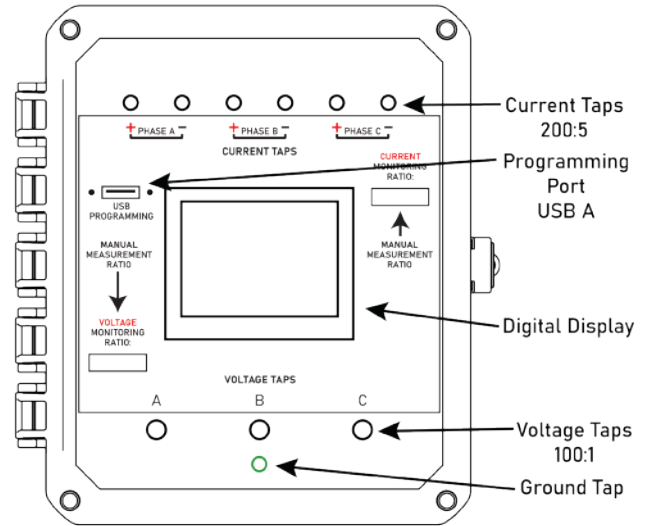 + PHASE A – + PHASE B – + PHASE C –
CURRENT TAPS
Current Taps
200:5
CURRENT
MONITORING
RATIO:
Programming
Port
USB A
USB
PROGRAMMING
MANUAL
MEASUREMENT
RATIO
MANUAL
MEASUREMENT
RATIO
VOLTAGE
MONITORING
RATIO:
Digital Display
VOLTAGE TAPS
A B C
Voltage Taps
100:1
Ground Tap